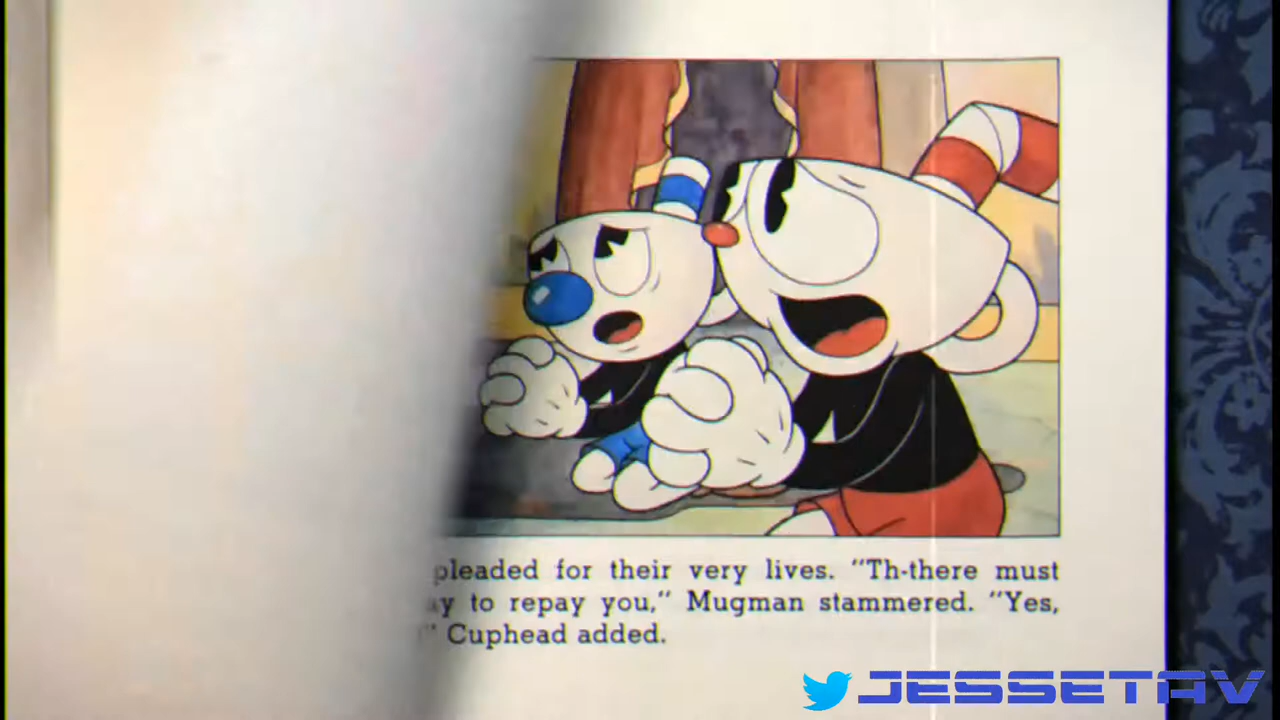 pleaded for their very lives. “Th-there must
to repay you,” Mugman stammered. “Yes,
” Cuphead added.
JESSETAV